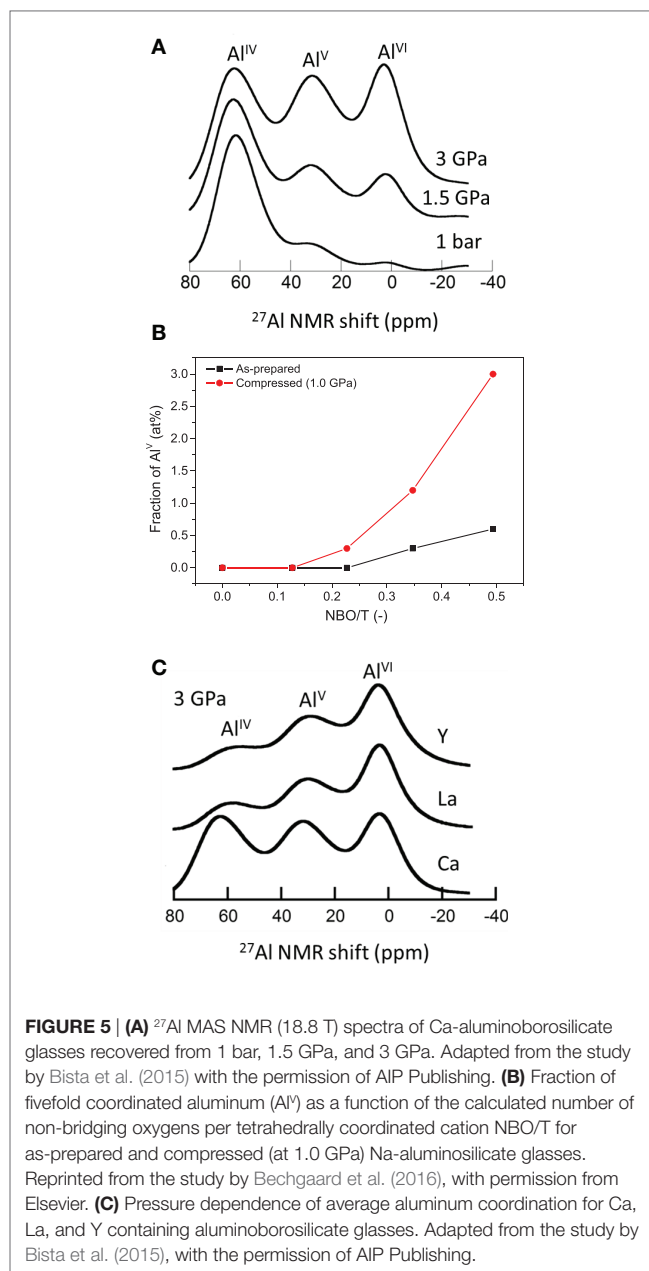 A
Al^IV Al^V Al^VI
3 GPa
1.5 GPa
1 bar
80 60 40 20 0 -20 -40
²⁷Al NMR shift (ppm)
B
As-prepared
Compressed (1.0 GPa)
3.0
2.5
2.0
1.5
1.0
0.5
0.0
Fraction of Al^V (at%)
0.0 0.1 0.2 0.3 0.4 0.5
NBO/T (-)
C
3 GPa
Al^IV Al^V Al^VI
Y
La
Ca
80 60 40 20 0 -20 -40
²⁷Al NMR shift (ppm)
FIGURE 5 | (A) ²⁷Al MAS NMR (18.8 T) spectra of Ca-aluminoborosilicate
glasses recovered from 1 bar, 1.5 GPa, and 3 GPa. Adapted from the study
by Bista et al. (2015) with the permission of AIP Publishing. (B) Fraction of
fivefold coordinated aluminum (Al^V) as a function of the calculated number of
non-bridging oxygens per tetrahedrally coordinated cation NBO/T for
as-prepared and compressed (at 1.0 GPa) Na-aluminosilicate glasses.
Reprinted from the study by Bechgaard et al. (2016), with permission from
Elsevier. (C) Pressure dependence of average aluminum coordination for Ca,
La, and Y containing aluminoborosilicate glasses. Adapted from the study by
Bista et al. (2015), with the permission of AIP Publishing.